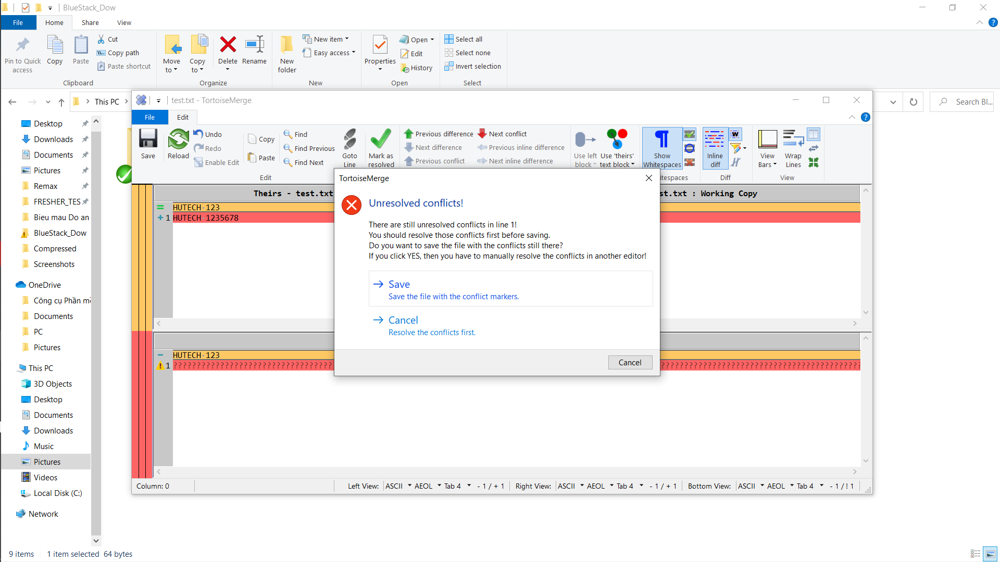 BlueStack_Dow
File
Home
Share
View
Pin to Quick access
Copy
Paste
Cut
Copy path
Paste shortcut
Clipboard
Move to
Copy to
Delete
Rename
Organize
New folder
New item
Easy access
New
Properties
Open
Edit
History
Open
Select all
Select none
Invert selection
Select
This PC
Search Bl...
Desktop
Downloads
Documents
Pictures
Remax
FRESHER_TES
Bieu mau Do an
BlueStack_Dow
Compressed
Screenshots
OneDrive
Công cụ Phần
Documents
PC
Pictures
This PC
3D Objects
Desktop
Documents
Downloads
Music
Pictures
Videos
Local Disk (C:)
Network
9 items
1 item selected 64 bytes
test.txt - TortoiseMerge
File
Edit
Save
Reload
Undo
Redo
Enable Edit
Copy
Paste
Find
Find Previous
Find Next
Goto Line
Mark as resolved
Edit
Previous difference
Next difference
Previous conflict
Next conflict
Previous inline difference
Next inline difference
Use left block
Use 'theirs' text block
Show Whitespaces
itespaces
Inline diff
Diff
View Bars
Wrap Lines
View
Theirs - test.txt
st.txt : Working Copy
HUTECH 123
1 HUTECH 1235678
HUTECH 123
1
TortoiseMerge
Unresolved conflicts!
There are still unresolved conflicts in line 1!
You should resolve those conflicts first before saving.
Do you want to save the file with the conflicts still there?
If you click YES, then you have to manually resolve the conflicts in another editor!
Save
Save the file with the conflict markers.
Cancel
Resolve the conflicts first.
Cancel
Column: 0
Left View: ASCII AEOL Tab 4 - 1 / + 1
Right View: ASCII AEOL Tab 4 - 1 / + 1
Bottom View: ASCII AEOL Tab 4 - 1 / ! 1